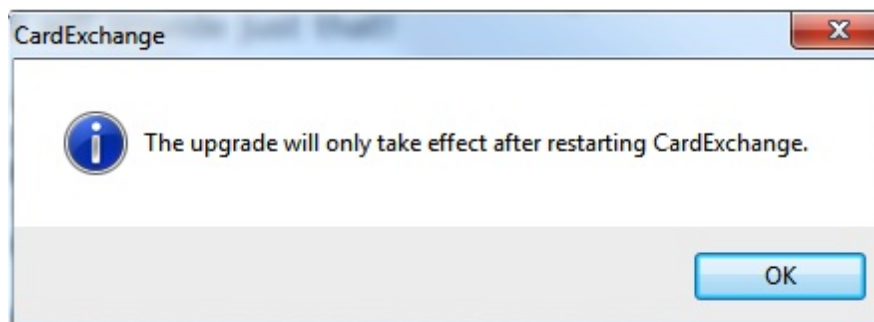 CardExchange
The upgrade will only take effect after restarting CardExchange.
OK